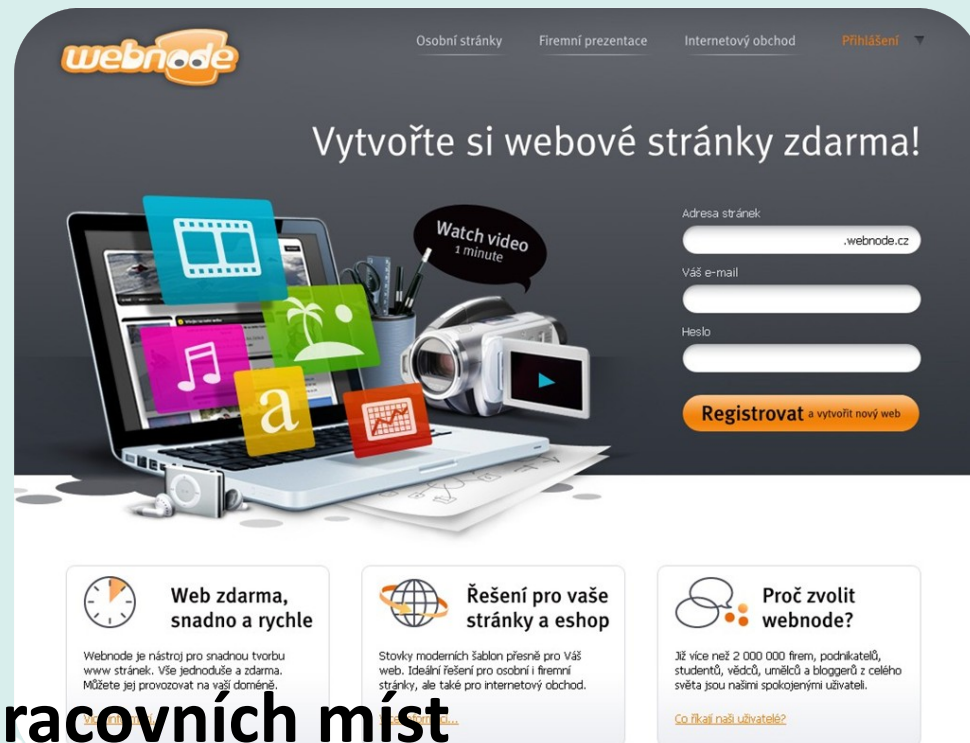 webnode
Osobní stránky Firemní prezentace Internetový obchod Přihlášení
Vytvořte si webové stránky zdarma!
Watch video
1 minute
Adresa stránek
.webnode.cz
Váš e-mail
Heslo
Registrovat a vytvořit nový web
a
Web zdarma,
snadno a rychle
Webnode je nástroj pro snadnou tvorbu
www stránek. Vše jednoduše a zdarma.
Můžete jej provozovat na vaší doméně.
Řešení pro vaše
stránky a eshop
Stovky moderních šablon přesně pro Váš
web. Ideální řešení pro osobní i firemní
stránky, ale také pro internetový obchod.
Proč zvolit
webnode?
Již více než 2 000 000 firem, podnikatelů,
studentů, vědců, umělců a bloggerů z celého
světa jsou našimi spokojenými uživateli.
Co říkají naši uživatelé?
racovních míst